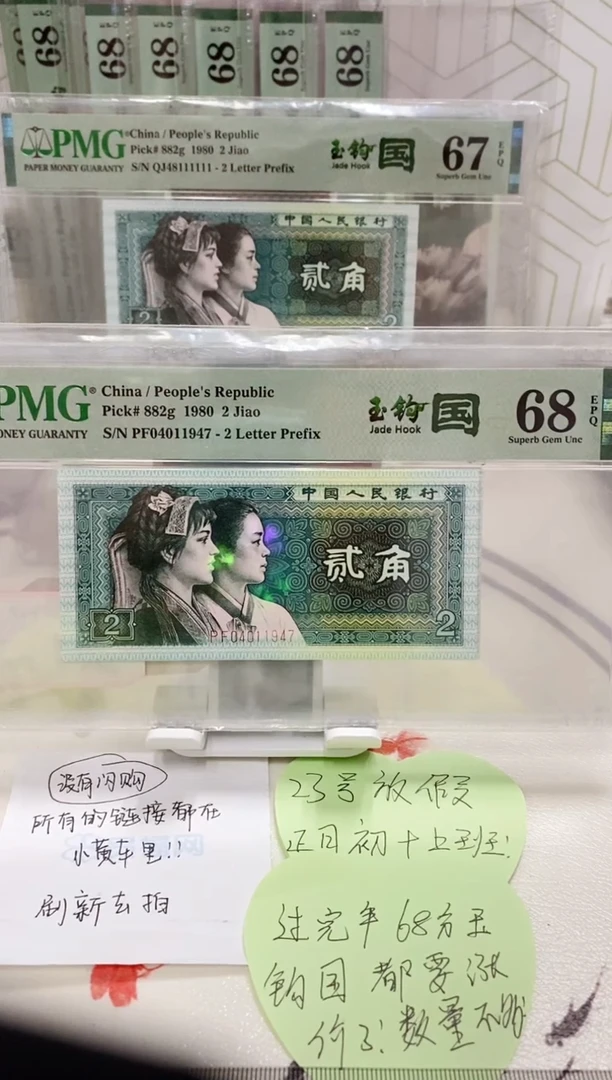 68
68
68
68
68
68
PMG
PAPER MONEY GUARANTY
China / People's Republic
Pick# 882g 1980 2 Jiao
S/N QJ48111111 - 2 Letter Prefix
玉钩国
Jade Hook
67
EPQ
Superb Gem Unc
中国人民银行
贰角
2
2
PMG
ONEY GUARANTY
China / People's Republic
Pick# 882g 1980 2 Jiao
S/N PF04011947 - 2 Letter Prefix
玉钩国
Jade Hook
68
EPQ
Superb Gem Unc
中国人民银行
贰角
2
PF04011947
2
没有闪购
所有的链接都在
小黄车里!!
刷新去拍
23号放假
正月初十上班!
过完年68分玉
钩国都要涨
价了!数量不多